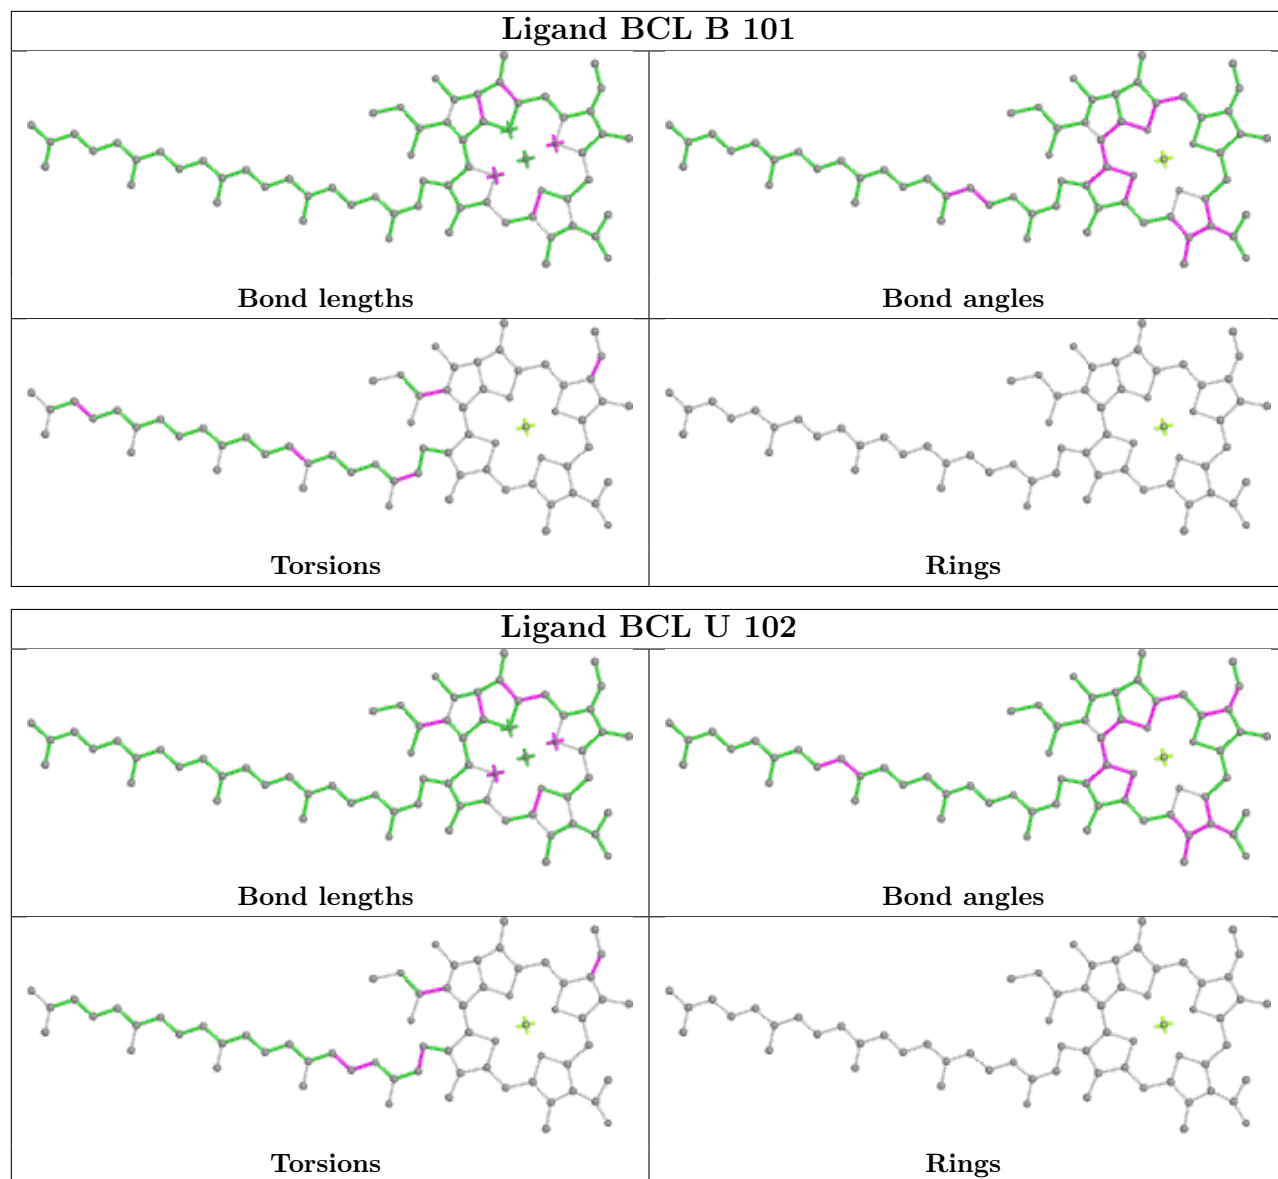 Ligand BCL B 101
Bond lengths
Bond angles
Torsions
Rings
Ligand BCL U 102
Bond lengths
Bond angles
Torsions
Rings